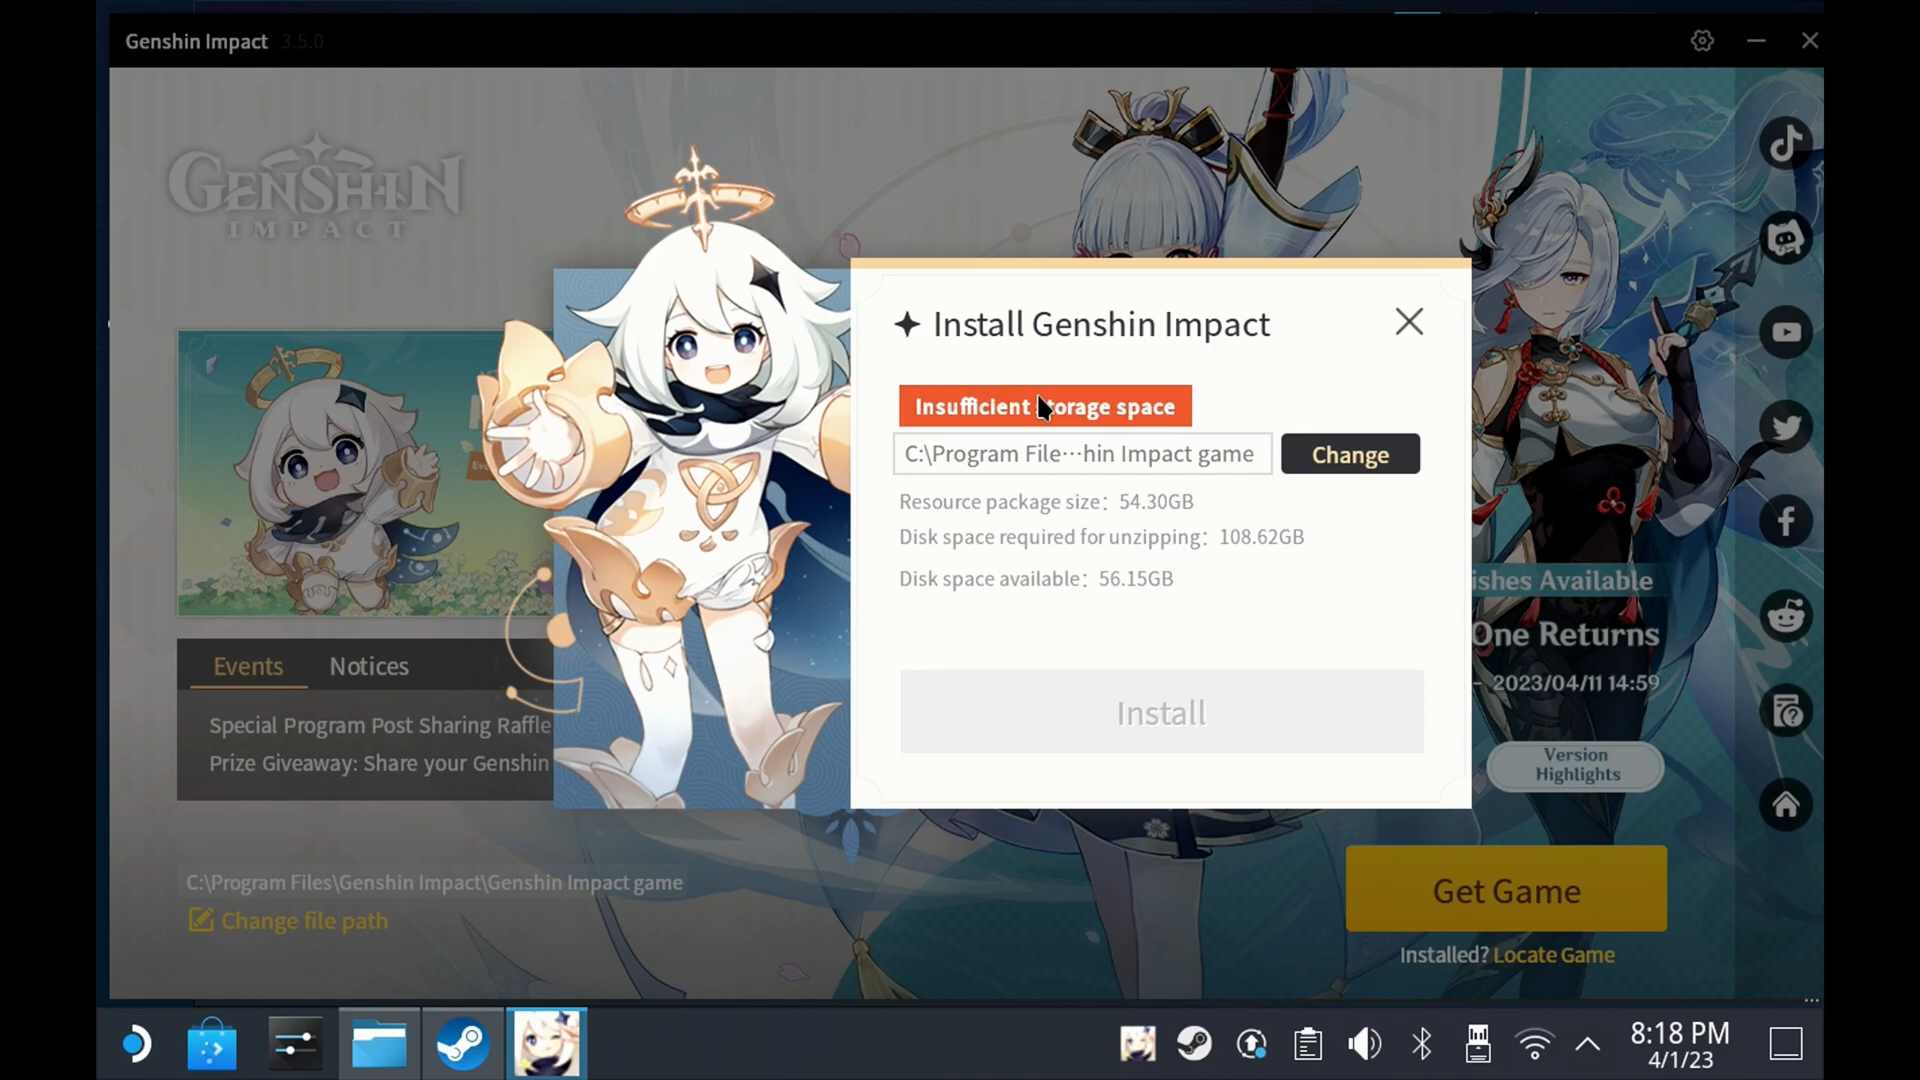 Genshin Impact 3.5.0
GENSHIN
IMPACT
Install Genshin Impact
Insufficient storage space
C:\Program File···hin Impact game
Change
Resource package size: 54.30GB
Disk space required for unzipping: 108.62GB
Disk space available: 56.15GB
Install
ishes Available
One Returns
- 2023/04/11 14:59
Version
Highlights
Events Notices
Special Program Post Sharing Raffle
Prize Giveaway: Share your Genshin
C:\Program Files\Genshin Impact\Genshin Impact game
Change file path
Get Game
Installed? Locate Game
8:18 PM
4/1/23